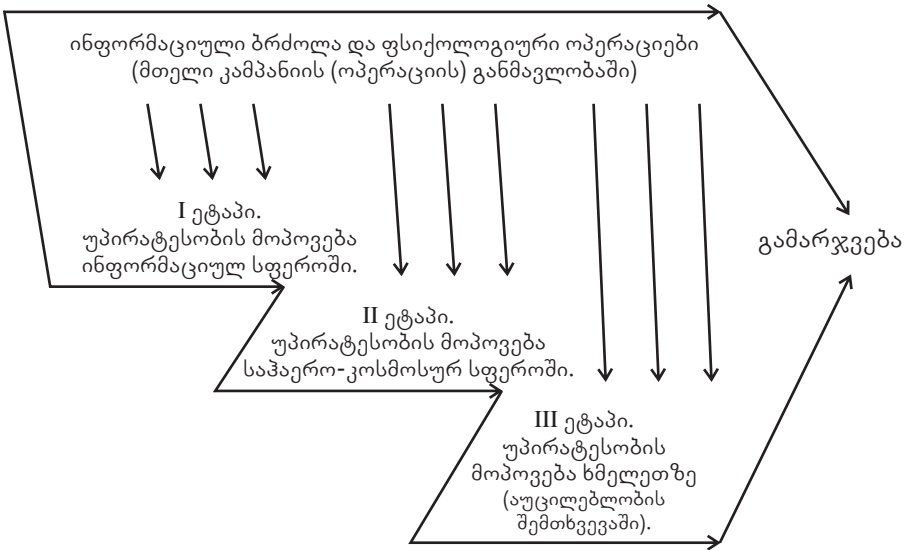 ინფორმაციული ბრძოლა და ფსიქოლოგიური ოპერაციები
(მთელი კამპანიის (ოპერაციის) განმავლობაში)
I ეტაპი.
უპირატესობის მოპოვება
ინფორმაციულ სფეროში.
გამარჯვება
II ეტაპი.
უპირატესობის მოპოვება
საჰაერო-კოსმოსურ სფეროში.
III ეტაპი.
უპირატესობის
მოპოვება ხმელეთზე
(აუცილებლობის
შემთხვევაში).